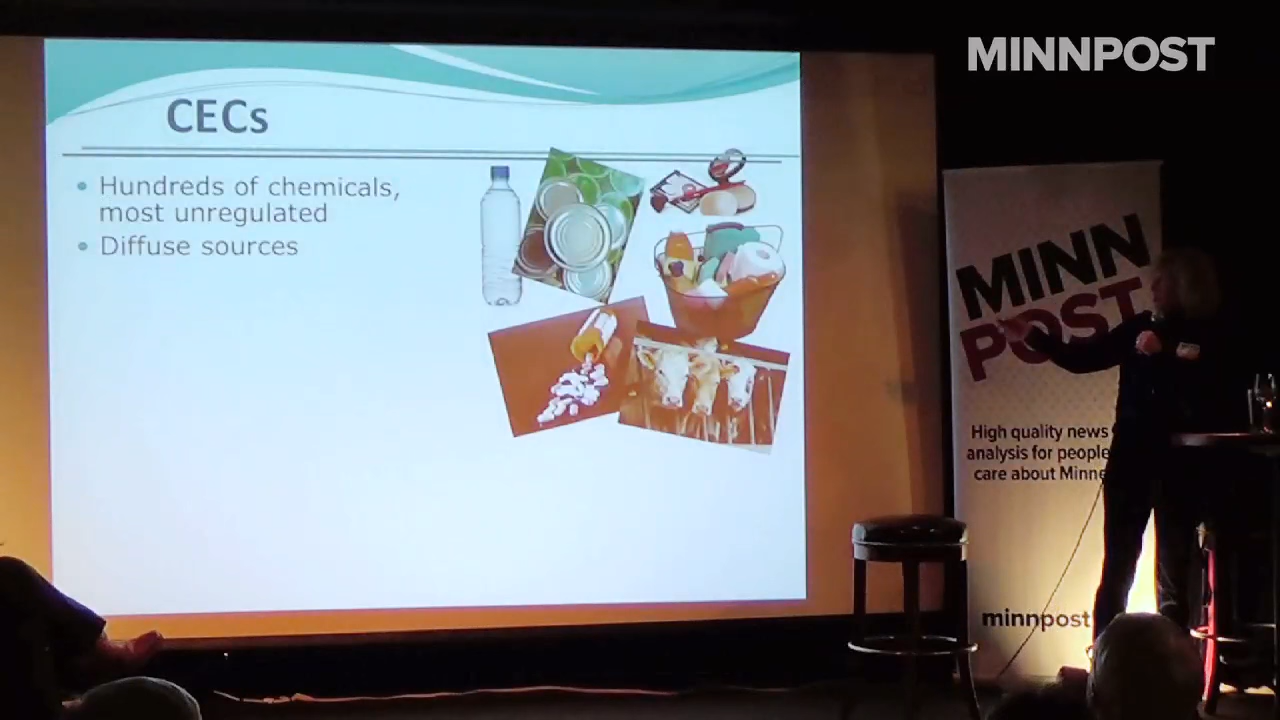 MINNPOST
CECs
• Hundreds of chemicals,
most unregulated
• Diffuse sources
MINN
POST
High quality news
analysis for people
care about Minne
minnpost